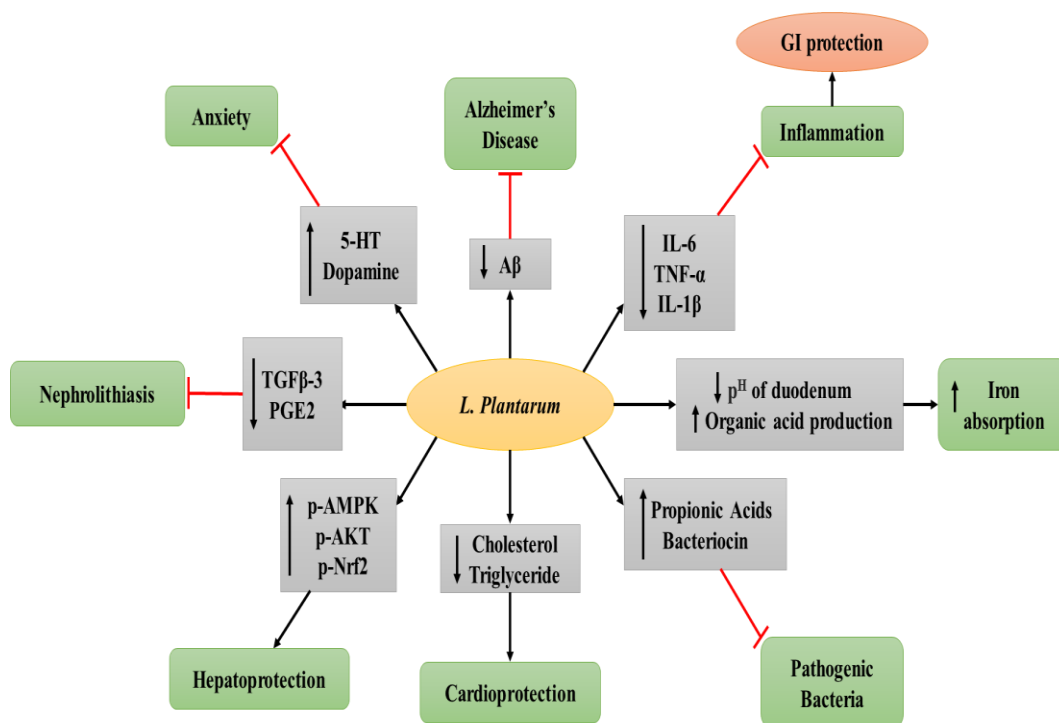 GI protection
Anxiety
Alzheimer's
Disease
Inflammation
5-HT
Dopamine
Aβ
IL-6
TNF-α
IL-1β
Nephrolithiasis
TGFβ-3
PGE2
L. Plantarum
pᴴ of duodenum
Organic acid production
Iron
absorption
p-AMPK
p-AKT
p-Nrf2
Cholesterol
Triglyceride
Propionic Acids
Bacteriocin
Hepatoprotection
Cardioprotection
Pathogenic
Bacteria